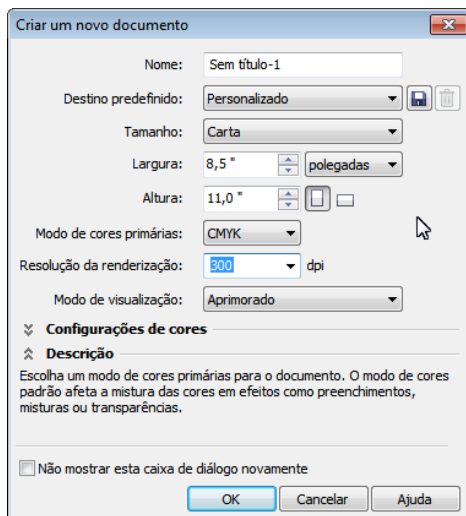 Criar um novo documento
Nome: Sem título-1
Destino predefinido: Personalizado
Tamanho: Carta
Largura: 8,5 " polegadas
Altura: 11,0 "
Modo de cores primárias: CMYK
Resolução da renderização: 300 dpi
Modo de visualização: Aprimorado
Configurações de cores
Descrição
Escolha um modo de cores primárias para o documento. O modo de cores
padrão afeta a mistura das cores em efeitos como preenchimentos,
misturas ou transparências.
Não mostrar esta caixa de diálogo novamente
OK Cancelar Ajuda